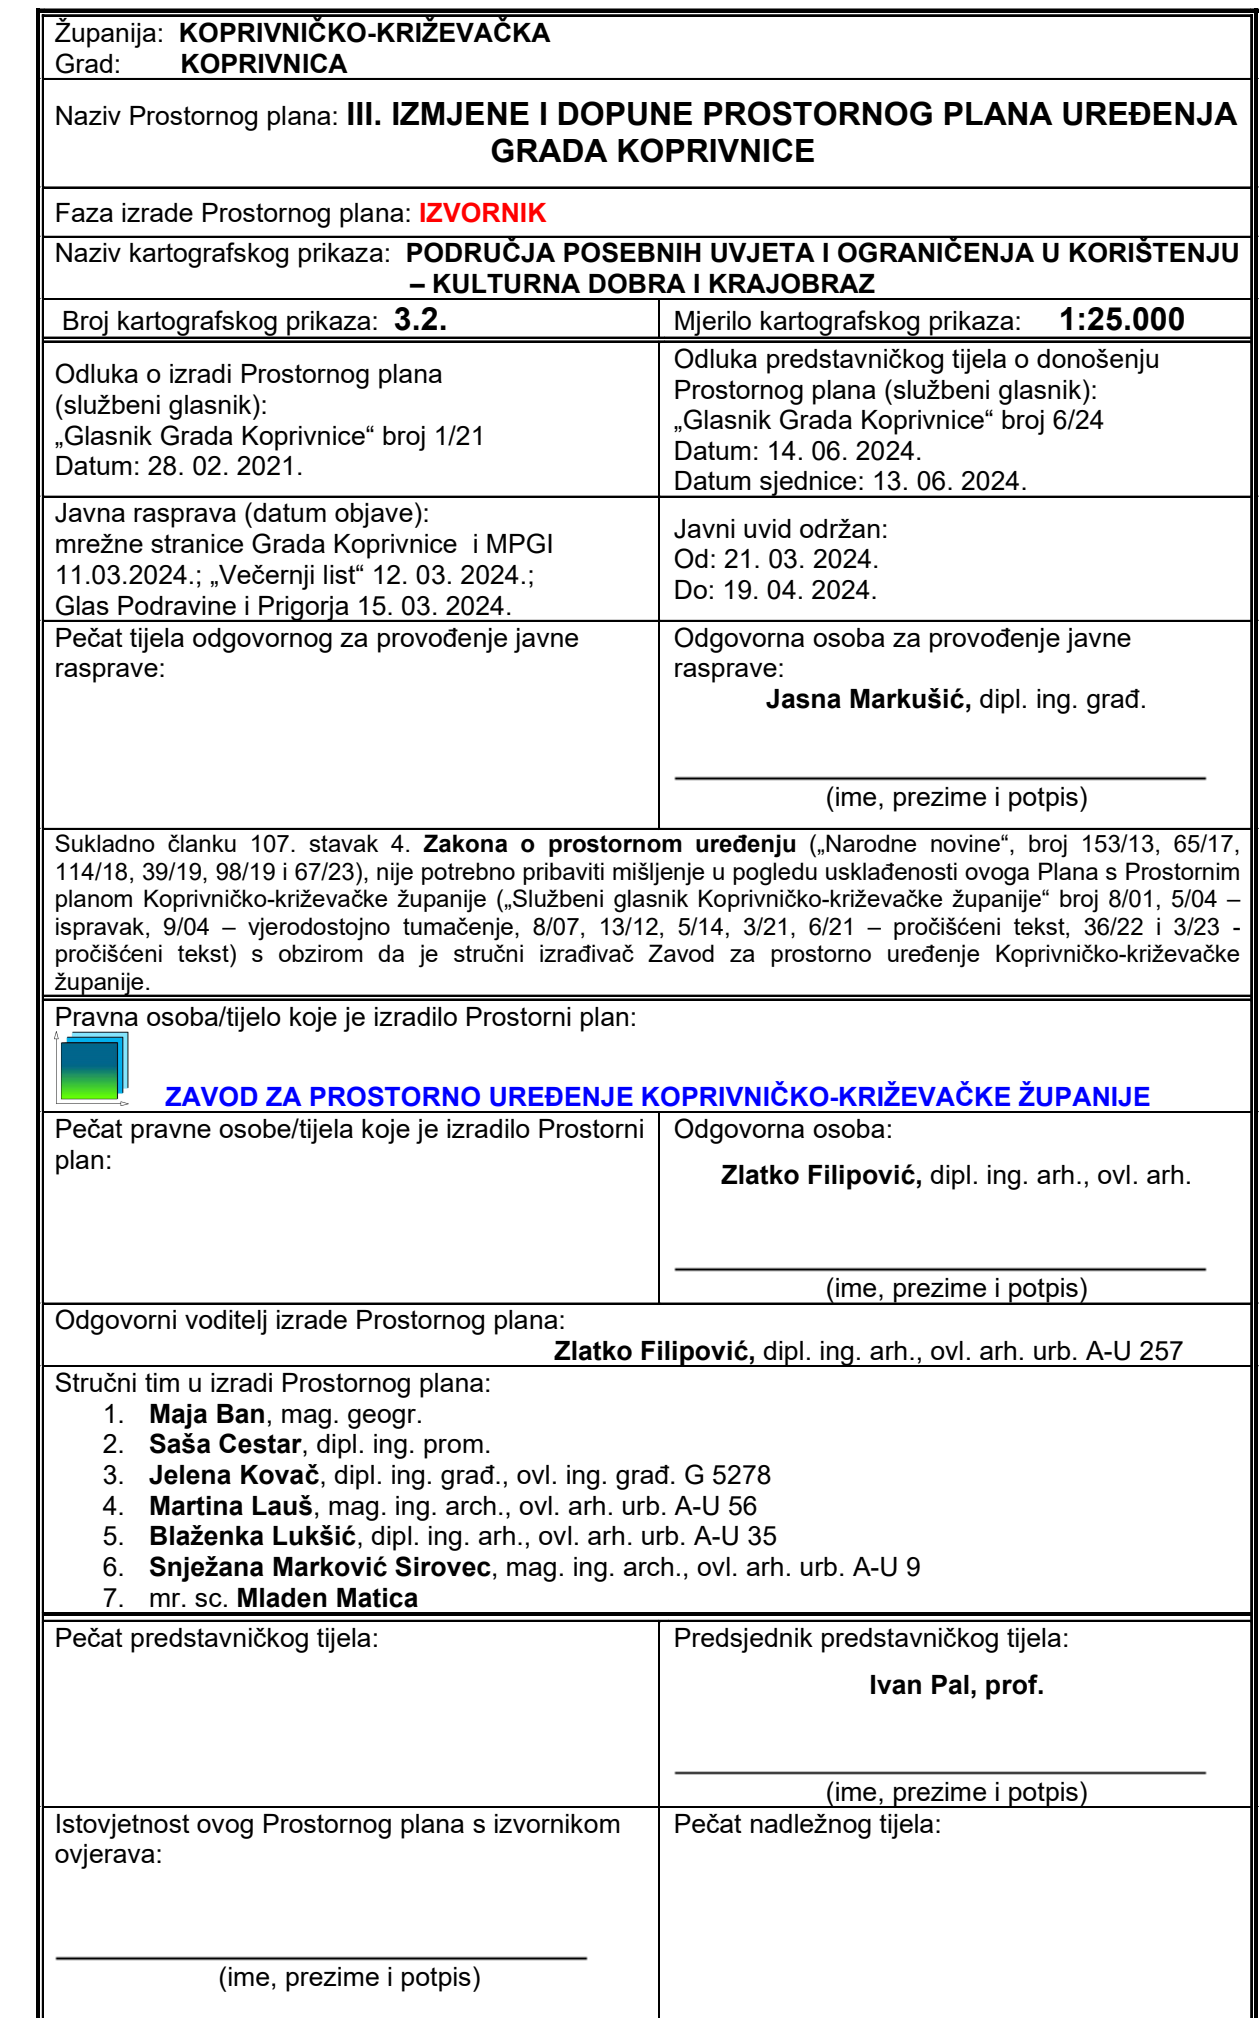 Županija: KOPRIVNIČKO-KRIŽEVAČKA
Grad: KOPRIVNICA
Naziv Prostornog plana: III. IZMJENE I DOPUNE PROSTORNOG PLANA UREĐENJA
GRADA KOPRIVNICE
Faza izrade Prostornog plana: IZVORNIK
Naziv kartografskog prikaza: PODRUČJA POSEBNIH UVJETA I OGRANIČENJA U KORIŠTENJU
– KULTURNA DOBRA I KRAJOBRAZ
Broj kartografskog prikaza: 3.2.
Mjerilo kartografskog prikaza: 1:25.000
Odluka o izradi Prostornog plana
(službeni glasnik):
„Glasnik Grada Koprivnice“ broj 1/21
Datum: 28. 02. 2021.
Odluka predstavničkog tijela o donošenju
Prostornog plana (službeni glasnik):
„Glasnik Grada Koprivnice“ broj 6/24
Datum: 14. 06. 2024.
Datum sjednice: 13. 06. 2024.
Javna rasprava (datum objave):
mrežne stranice Grada Koprivnice i MPGI
11.03.2024.; „Večernji list“ 12. 03. 2024.;
Glas Podravine i Prigorja 15. 03. 2024.
Javni uvid održan:
Od: 21. 03. 2024.
Do: 19. 04. 2024.
Pečat tijela odgovornog za provođenje javne
rasprave:
Odgovorna osoba za provođenje javne
rasprave:
Jasna Markušić, dipl. ing. građ.
(ime, prezime i potpis)
Sukladno članku 107. stavak 4. Zakona o prostornom uređenju („Narodne novine“, broj 153/13, 65/17,
114/18, 39/19, 98/19 i 67/23), nije potrebno pribaviti mišljenje u pogledu usklađenosti ovoga Plana s Prostornim
planom Koprivničko-križevačke županije („Službeni glasnik Koprivničko-križevačke županije“ broj 8/01, 5/04 –
ispravak, 9/04 – vjerodostojno tumačenje, 8/07, 13/12, 5/14, 3/21, 6/21 – pročišćeni tekst, 36/22 i 3/23 -
pročišćeni tekst) s obzirom da je stručni izrađivač Zavod za prostorno uređenje Koprivničko-križevačke
županije.
Pravna osoba/tijelo koje je izradilo Prostorni plan:
ZAVOD ZA PROSTORNO UREĐENJE KOPRIVNIČKO-KRIŽEVAČKE ŽUPANIJE
Pečat pravne osobe/tijela koje je izradilo Prostorni
plan:
Odgovorna osoba:
Zlatko Filipović, dipl. ing. arh., ovl. arh.
(ime, prezime i potpis)
Odgovorni voditelj izrade Prostornog plana:
Zlatko Filipović, dipl. ing. arh., ovl. arh. urb. A-U 257
Stručni tim u izradi Prostornog plana:
1. Maja Ban, mag. geogr.
2. Saša Cestar, dipl. ing. prom.
3. Jelena Kovač, dipl. ing. građ., ovl. ing. građ. G 5278
4. Martina Lauš, mag. ing. arch., ovl. arh. urb. A-U 56
5. Blaženka Lukšić, dipl. ing. arh., ovl. arh. urb. A-U 35
6. Snježana Marković Sirovec, mag. ing. arch., ovl. arh. urb. A-U 9
7. mr. sc. Mladen Matica
Pečat predstavničkog tijela:
Predsjednik predstavničkog tijela:
Ivan Pal, prof.
(ime, prezime i potpis)
Istovjetnost ovog Prostornog plana s izvornikom
ovjerava:
(ime, prezime i potpis)
Pečat nadležnog tijela: